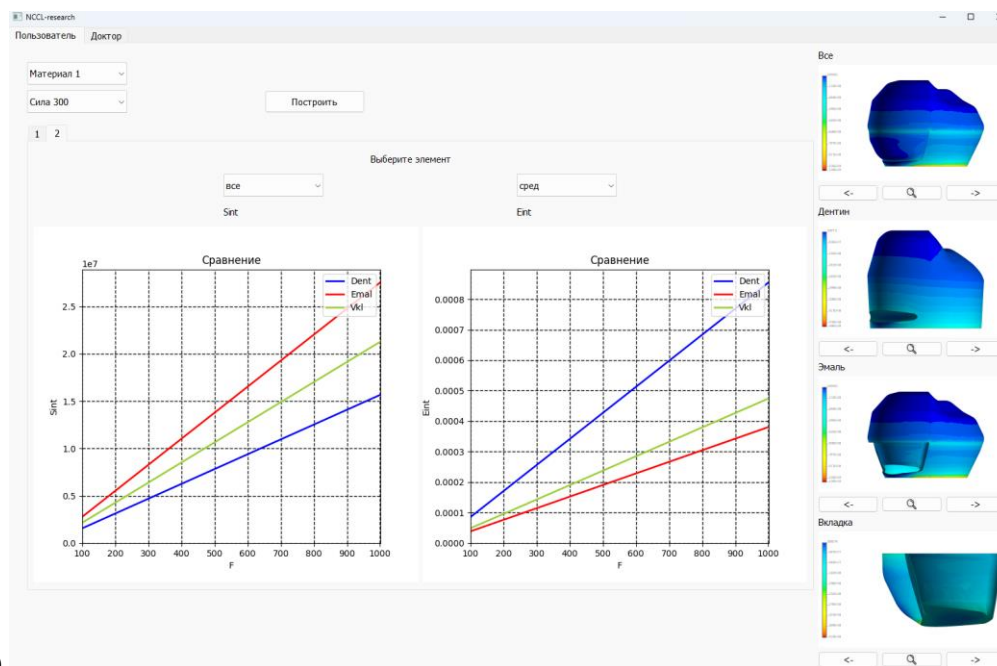 NCCL-research
Пользователь Доктор
Материал 1
Сила 300
Построить
1 2
Выберите элемент
все
сред
Sint
Eint
Сравнение
1e7
Dent
Emal
Vkl
2.5
2.0
1.5
1.0
0.5
0.0
Sint
100 200 300 400 500 600 700 800 900 1000
F
Сравнение
Dent
Emal
Vkl
0.0008
0.0007
0.0006
0.0005
0.0004
0.0003
0.0002
0.0001
0.0000
Eint
100 200 300 400 500 600 700 800 900 1000
F
Все
<- ->
Дентин
<- ->
Эмаль
<- ->
Вкладка
<- ->